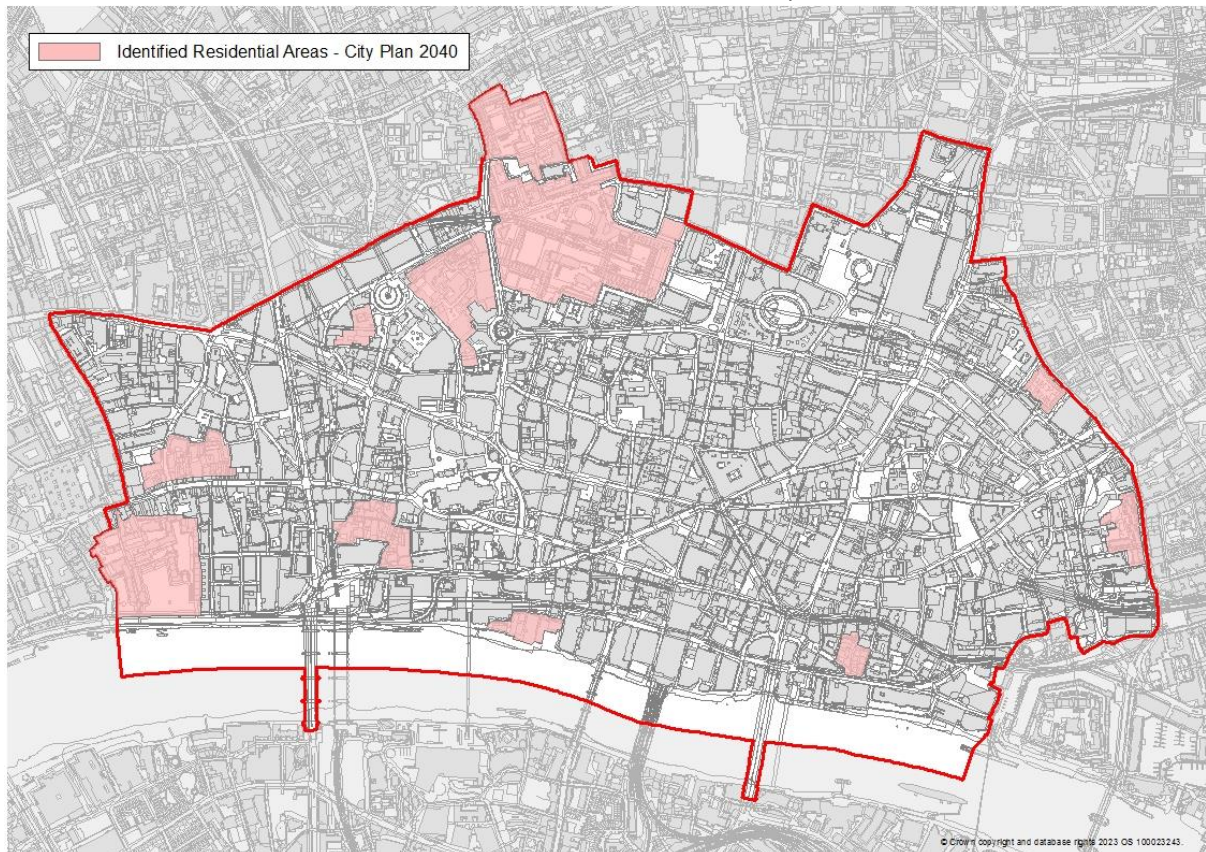 Identified Residential Areas - City Plan 2040
© Crown copyright and database rights 2023 OS 100023243.